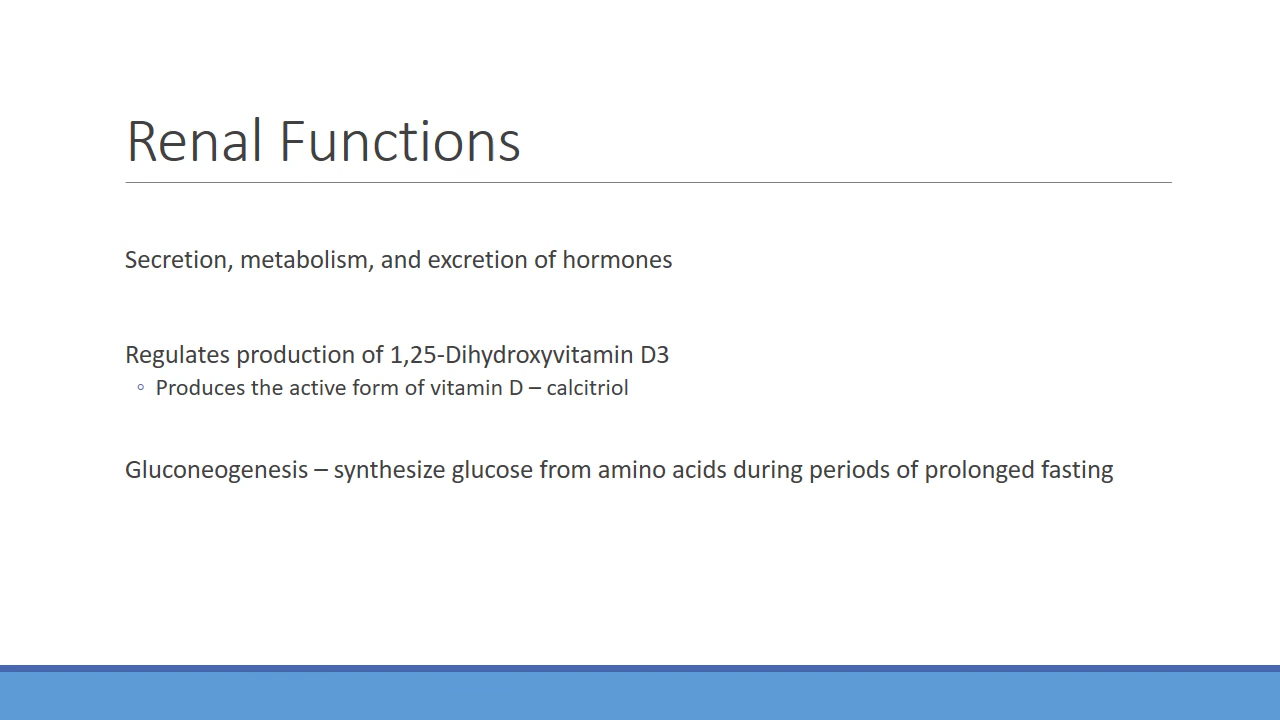 Renal Functions
Secretion, metabolism, and excretion of hormones
Regulates production of 1,25-Dihydroxyvitamin D3
◦ Produces the active form of vitamin D – calcitriol
Gluconeogenesis – synthesize glucose from amino acids during periods of prolonged fasting